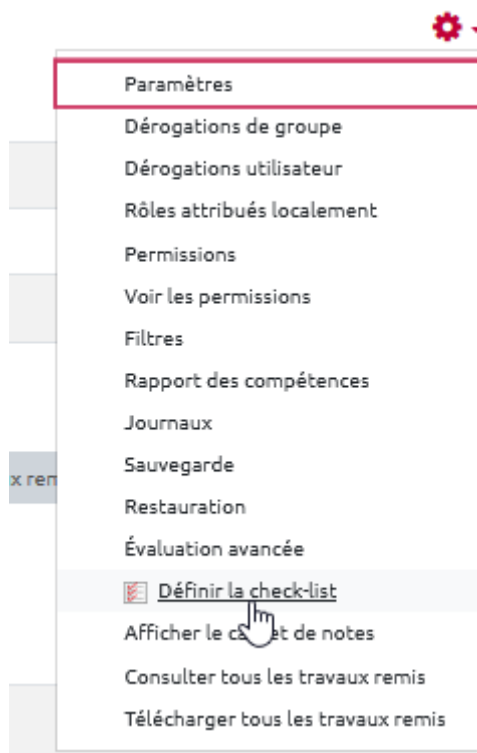 Paramètres
Dérogations de groupe
Dérogations utilisateur
Rôles attribués localement
Permissions
Voir les permissions
Filtres
Rapport des compétences
Journaux
Sauvegarde
x rem
Restauration
Évaluation avancée
Définir la check-list
Afficher le carnet de notes
Consulter tous les travaux remis
Télécharger tous les travaux remis